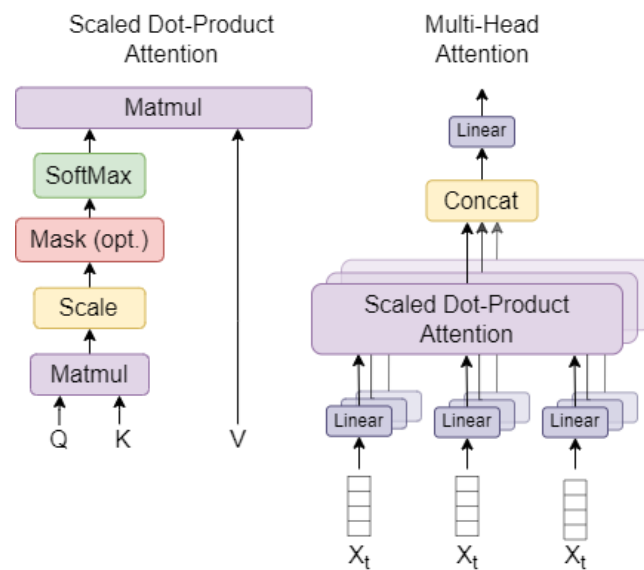 Scaled Dot-Product
Attention
Matmul
SoftMax
Mask (opt.)
Scale
Matmul
Q
K
V
Multi-Head
Attention
Linear
Concat
Scaled Dot-Product
Attention
Linear
Linear
Linear
Xt
Xt
Xt